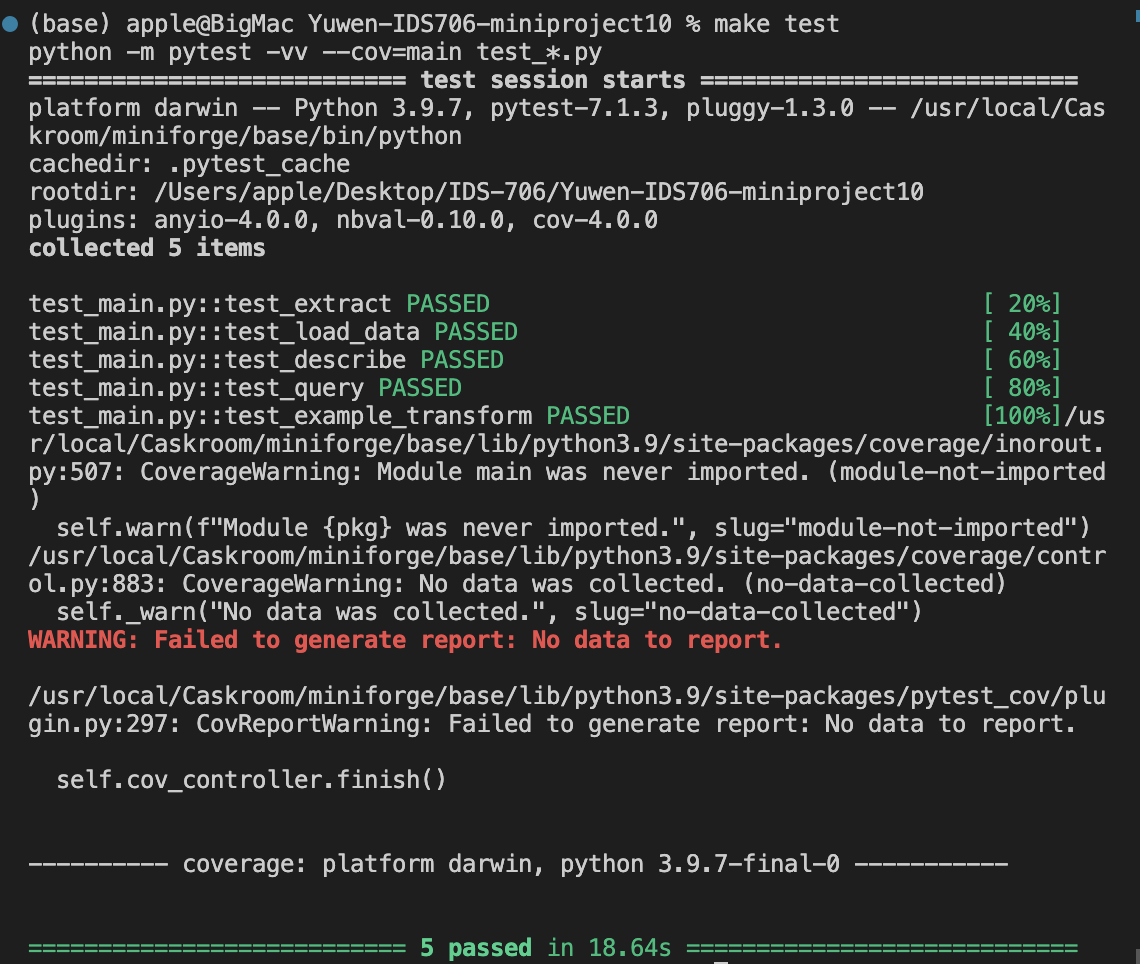 (base) apple@BigMac Yuwen-IDS706-miniproject10 % make test
python -m pytest -vv --cov=main test_*.py
=========================== test session starts ===========================
platform darwin -- Python 3.9.7, pytest-7.1.3, pluggy-1.3.0 -- /usr/local/Cas
kroom/miniforge/base/bin/python
cachedir: .pytest_cache
rootdir: /Users/apple/Desktop/IDS-706/Yuwen-IDS706-miniproject10
plugins: anyio-4.0.0, nbval-0.10.0, cov-4.0.0
collected 5 items
test_main.py::test_extract PASSED [ 20%]
test_main.py::test_load_data PASSED [ 40%]
test_main.py::test_describe PASSED [ 60%]
test_main.py::test_query PASSED [ 80%]
test_main.py::test_example_transform PASSED [100%]/us
r/local/Caskroom/miniforge/base/lib/python3.9/site-packages/coverage/inorout.
py:507: CoverageWarning: Module main was never imported. (module-not-imported
)
self.warn(f"Module {pkg} was never imported.", slug="module-not-imported")
/usr/local/Caskroom/miniforge/base/lib/python3.9/site-packages/coverage/contr
ol.py:883: CoverageWarning: No data was collected. (no-data-collected)
self._warn("No data was collected.", slug="no-data-collected")
WARNING: Failed to generate report: No data to report.
/usr/local/Caskroom/miniforge/base/lib/python3.9/site-packages/pytest_cov/plu
gin.py:297: CovReportWarning: Failed to generate report: No data to report.
self.cov_controller.finish()
---------- coverage: platform darwin, python 3.9.7-final-0 -----------
=========================== 5 passed in 18.64s ============================